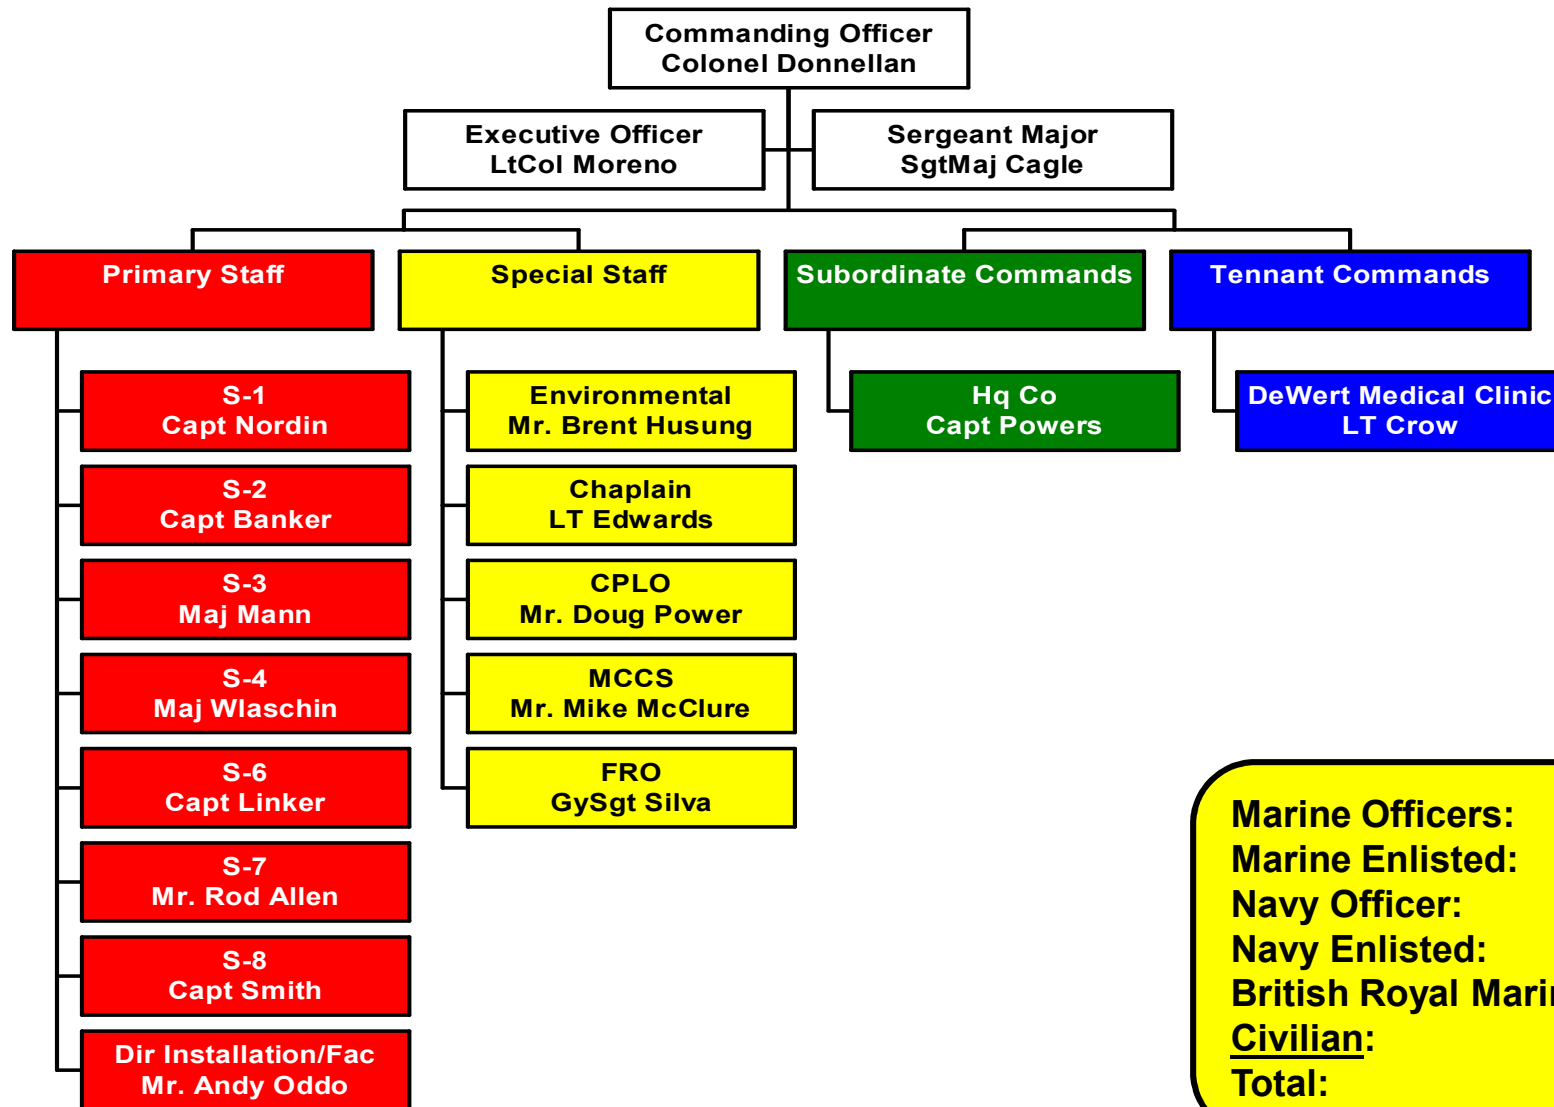 Commanding Officer
Colonel Donnellan
Executive Officer
LtCol Moreno
Sergeant Major
SgtMaj Cagle
Primary Staff
Special Staff
Subordinate Commands
Tennant Commands
S-1
Capt Nordin
S-2
Capt Banker
S-3
Maj Mann
S-4
Maj Wlaschin
S-6
Capt Linker
S-7
Mr. Rod Allen
S-8
Capt Smith
Dir Installation/Fac
Mr. Andy Oddo
Environmental
Mr. Brent Husung
Chaplain
LT Edwards
CPLO
Mr. Doug Power
MCCS
Mr. Mike McClure
FRO
GySgt Silva
Hq Co
Capt Powers
DeWert Medical Clinic
LT Crow
Marine Officers:
Marine Enlisted:
Navy Officer:
Navy Enlisted:
British Royal
Civilian:
Total: